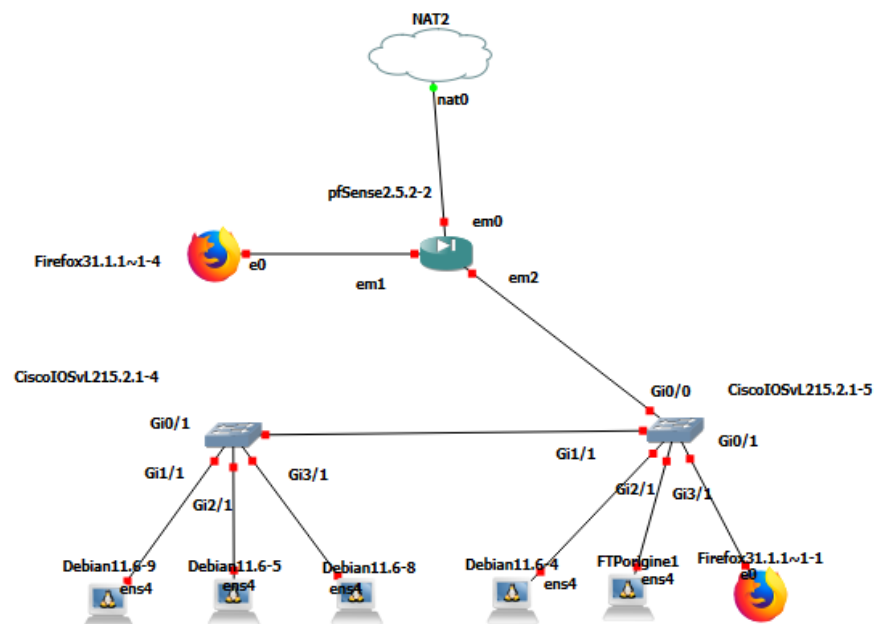 NAT2
nat0
pfSense2.5.2-2
em0
Firefox31.1.1~1-4
e0
em1
em2
CiscoIOSvL215.2.1-4
CiscoIOSvL215.2.1-5
Gi0/0
Gi0/1
Gi0/1
Gi1/1
Gi1/1
Gi3/1
Gi2/1
Gi2/1
Gi3/1
Debian11.6-9
Debian11.6-5
Debian11.6-8
Debian11.6-4
FTPorigine1
Firefox31.1.1~1-1
ens4
ens4
ens4
ens4
ens4
e0